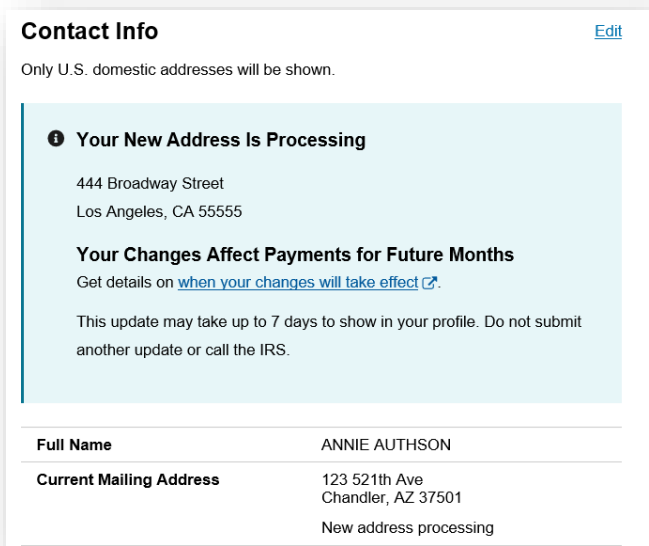 Contact Info
Edit
Only U.S. domestic addresses will be shown.
Your New Address Is Processing
444 Broadway Street
Los Angeles, CA 55555
Your Changes Affect Payments for Future Months
Get details on when your changes will take effect.
This update may take up to 7 days to show in your profile. Do not submit
another update or call the IRS.
Full Name
ANNIE AUTHSON
Current Mailing Address
123 521th Ave
Chandler, AZ 37501
New address processing